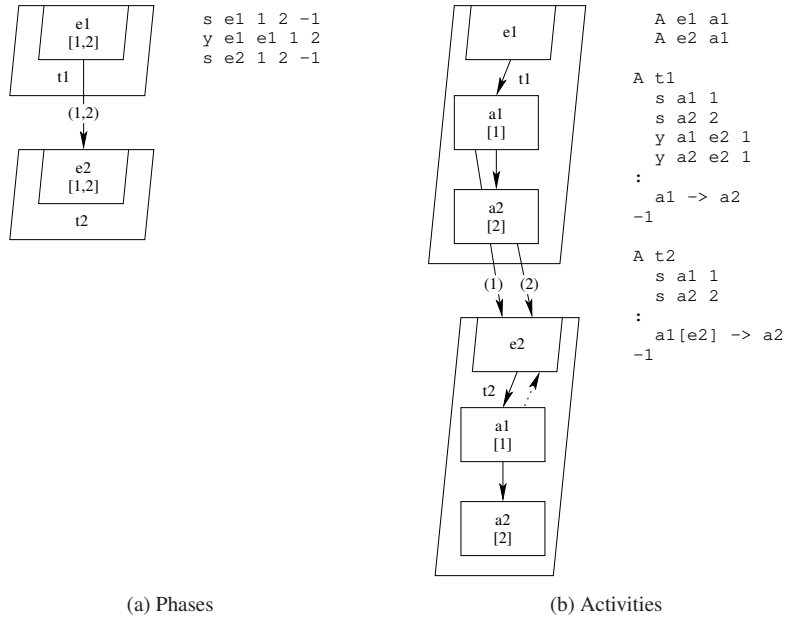 e1
[1,2]
t1
(1,2)
e2
[1,2]
t2
s e1 1 2 −1
y e1 e1 1 2
s e2 1 2 −1
(a) Phases
e1
t1
a1
[1]
a2
[2]
(1) (2)
e2
t2
a1
[1]
a2
[2]
A e1 a1
A e2 a1
A t1
s a1 1
s a2 2
y a1 e2 1
y a2 e2 1
:
a1 −> a2
−1
A t2
s a1 1
s a2 2
:
a1[e2] −> a2
−1
(b) Activities